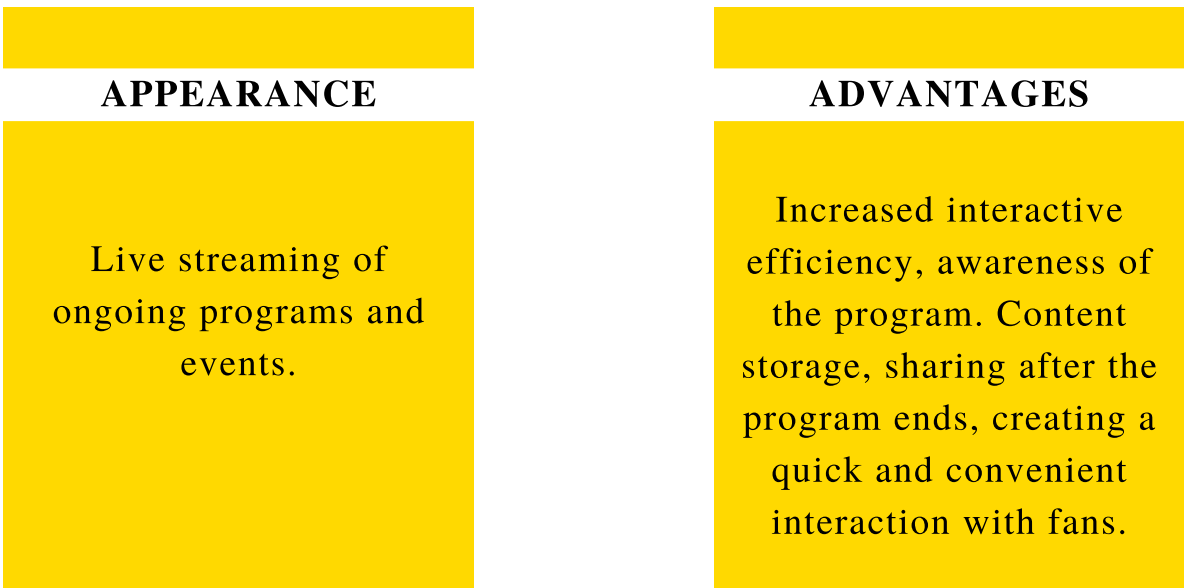 APPEARANCE
Live streaming of
ongoing programs and
events.
ADVANTAGES
Increased interactive
efficiency, awareness of
the program. Content
storage, sharing after the
program ends, creating a
quick and convenient
interaction with fans.